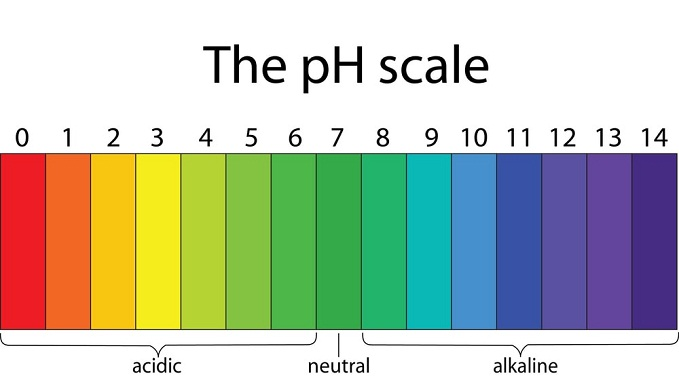 The pH scale
0 1 2 3 4 5 6 7 8 9 10 11 12 13 14
acidic neutral alkaline